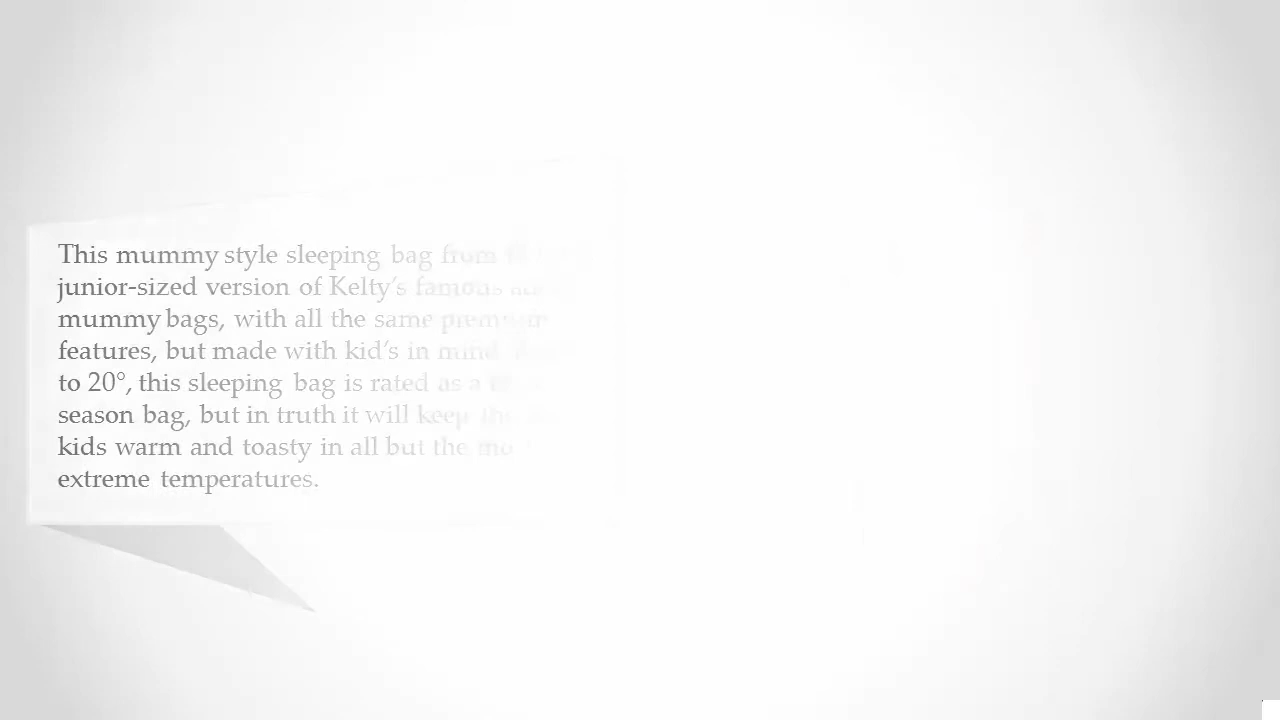 This mummy style sleeping bag from
junior-sized version of Kelty's famous
mummy bags, with all the same premium
features, but made with kid's in mind.
to 20°, this sleeping bag is rated as a
season bag, but in truth it will keep the
kids warm and toasty in all but the
extreme temperatures.